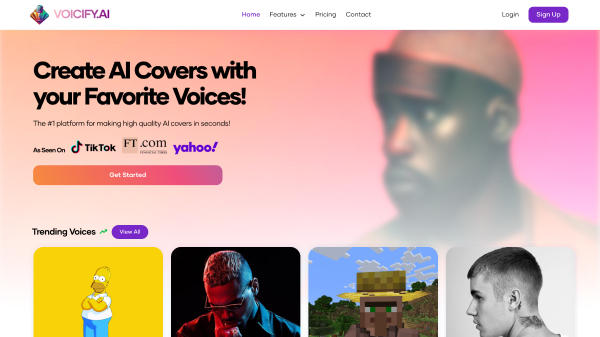 VOICIFY.AI
Home Features Pricing Contact
Login Sign Up
Create AI Covers with
your Favorite Voices!
The #1 platform for making high quality AI covers in seconds!
As Seen On TikTok FT.com yahoo!
FINANCIAL TIMES
Get Started
Trending Voices View All